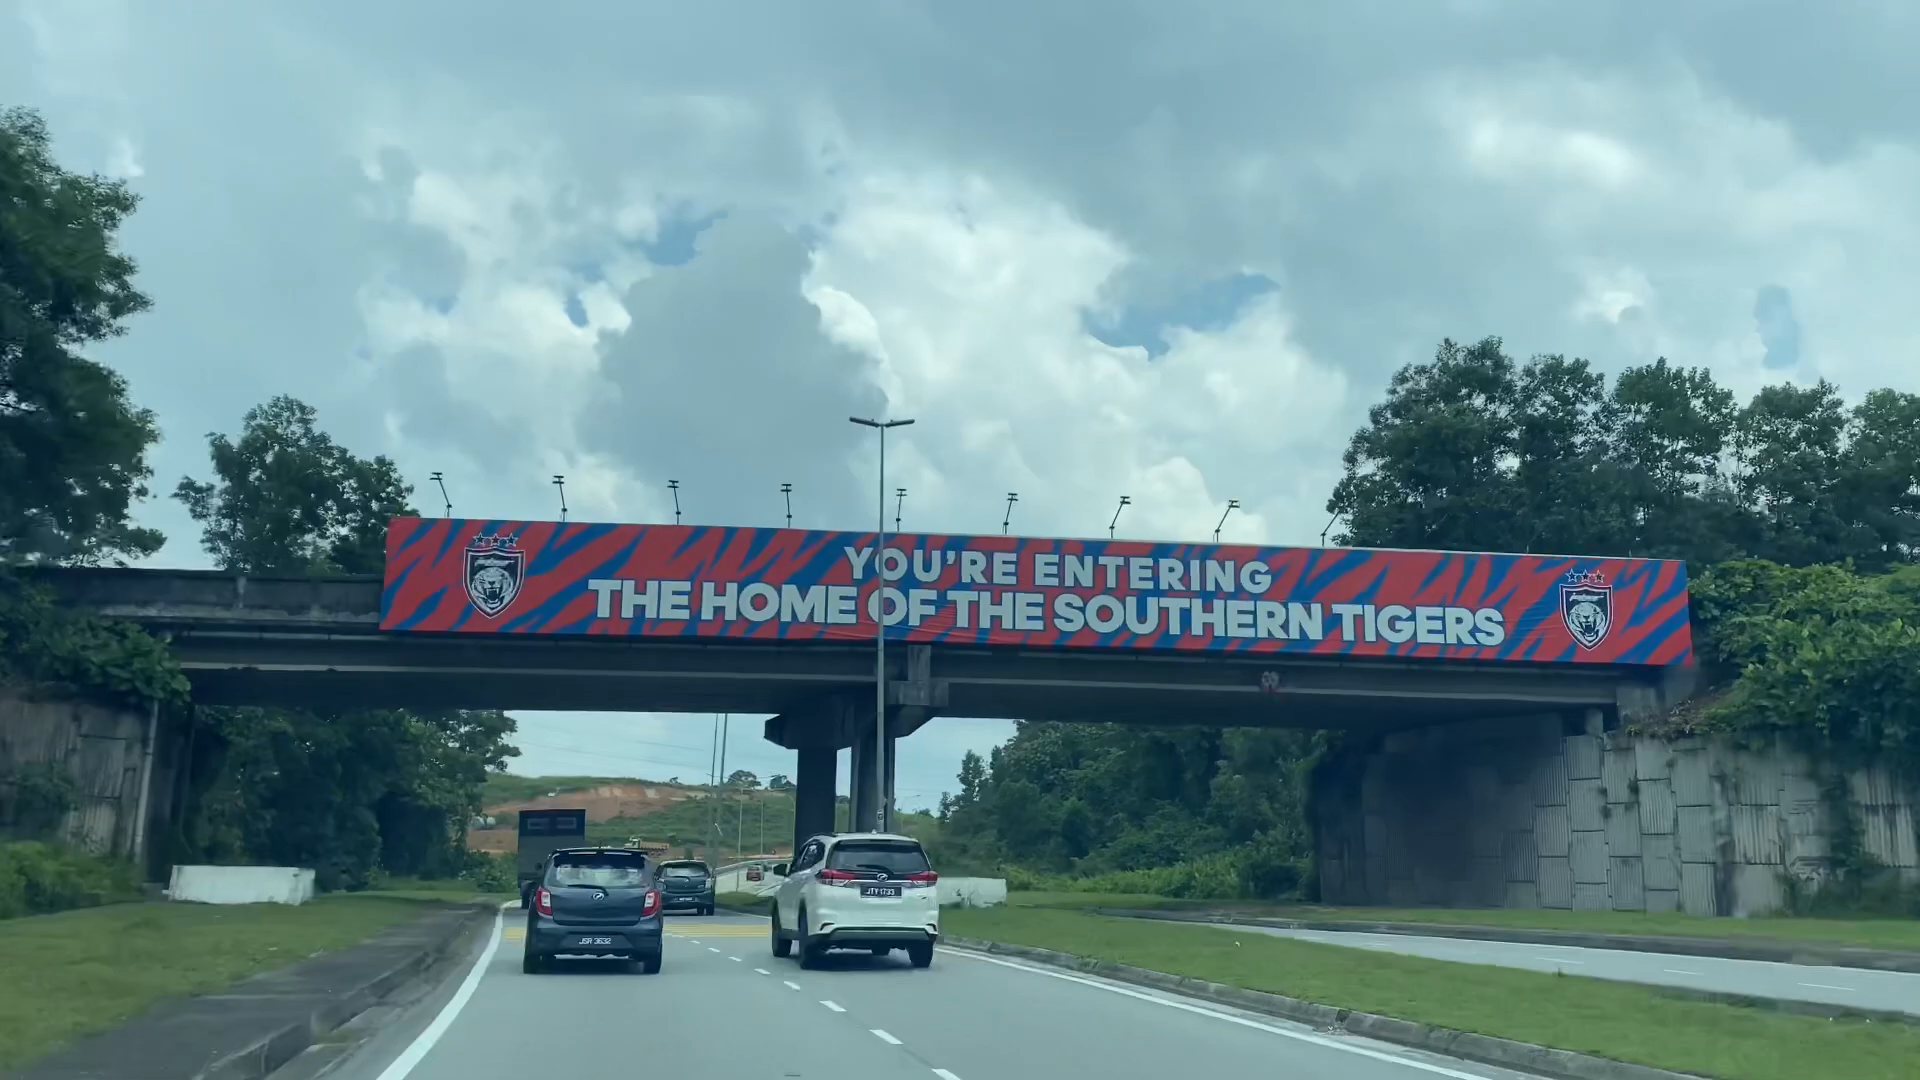 YOU'RE ENTERING
THE HOME OF THE SOUTHERN TIGERS
JSR 3632
JTY 1733